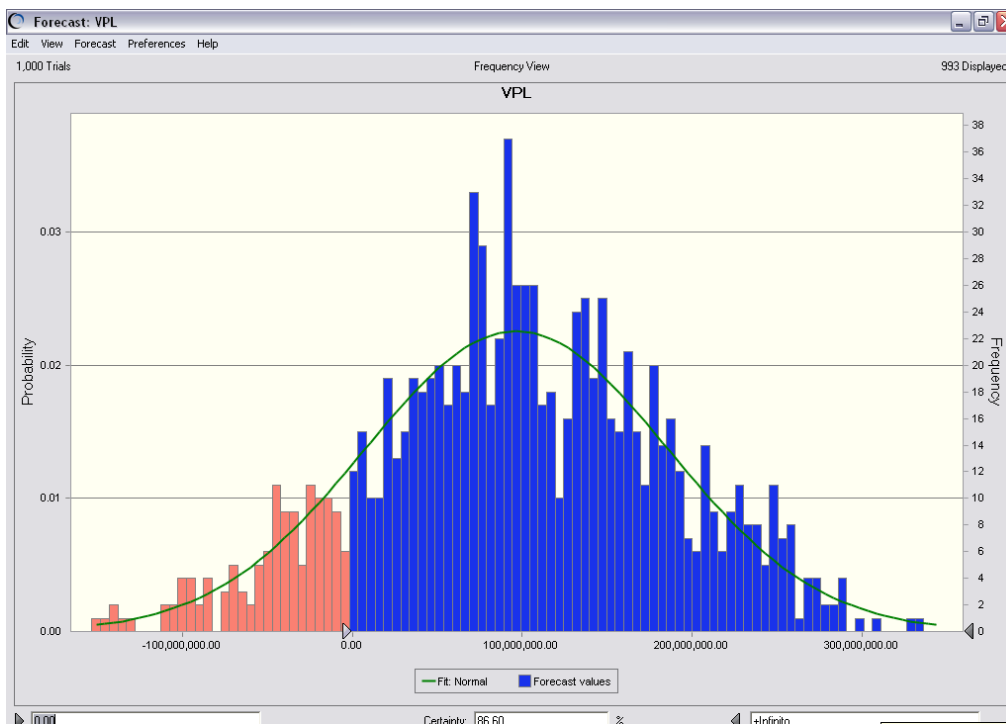 Forecast: VPL
Edit View Forecast Preferences Help
1,000 Trials Frequency View 993 Displayed
VPL
Probability
0.03
0.02
0.01
0.00
38
36
34
32
30
28
26
24
22
20
18
16
14
12
10
8
6
4
2
0
Frequency
-100,000,000.00 0.00 100,000,000.00 200,000,000.00 300,000,000.00
Fit: Normal Forecast values
0.00 Certainty: 86.60 % +Infinito